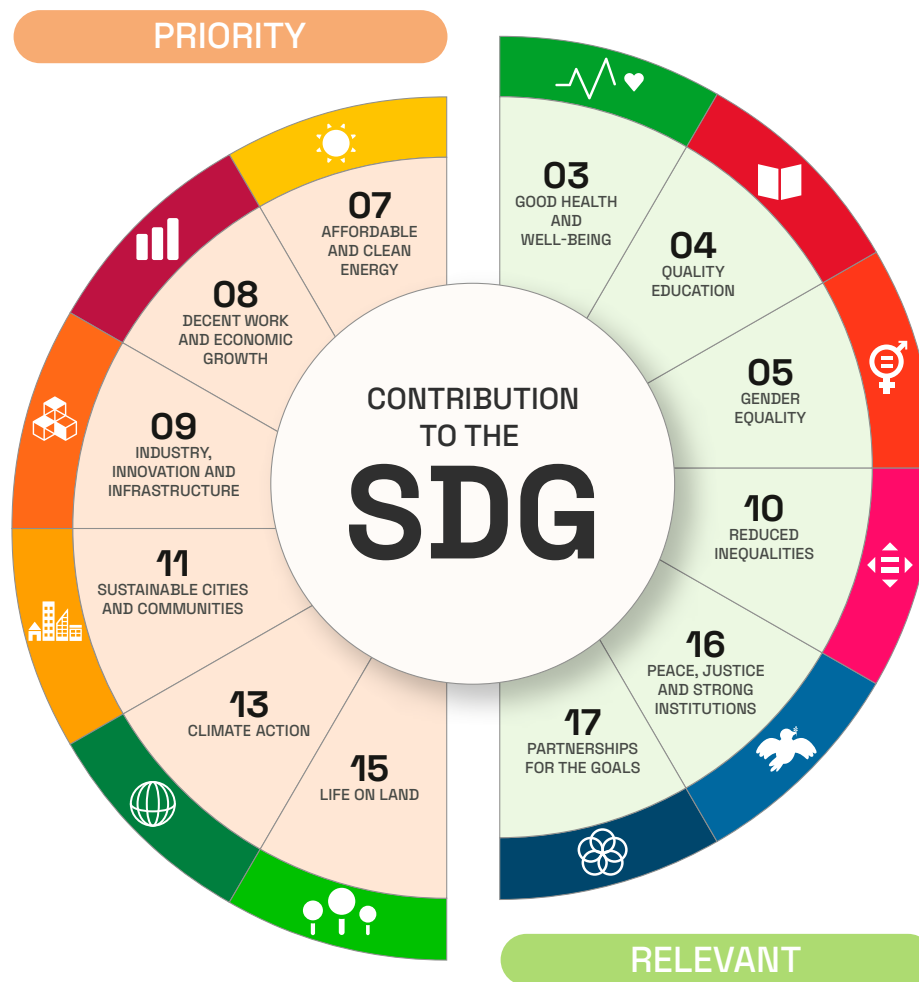 PRIORITY
07
AFFORDABLE
AND CLEAN
ENERGY
08
DECENT WORK
AND ECONOMIC
GROWTH
09
INDUSTRY,
INNOVATION AND
INFRASTRUCTURE
11
SUSTAINABLE CITIES
AND COMMUNITIES
13
CLIMATE ACTION
15
LIFE ON LAND
CONTRIBUTION
TO THE
SDG
03
GOOD HEALTH
AND
WELL-BEING
04
QUALITY
EDUCATION
05
GENDER
EQUALITY
10
REDUCED
INEQUALITIES
16
PEACE, JUSTICE
AND STRONG
INSTITUTIONS
17
PARTNERSHIPS
FOR THE GOALS
RELEVANT